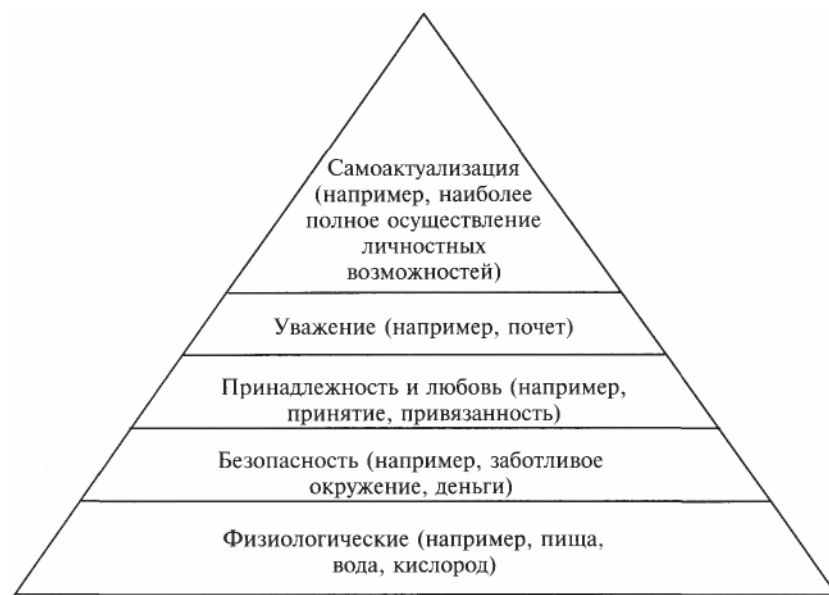 Самоактуализация
(например, наиболее
полное осуществление
личностных
возможностей)
Уважение (например, почет)
Принадлежность и любовь (например,
принятие, привязанность)
Безопасность (например, заботливое
окружение, деньги)
Физиологические (например, пища,
вода, кислород)